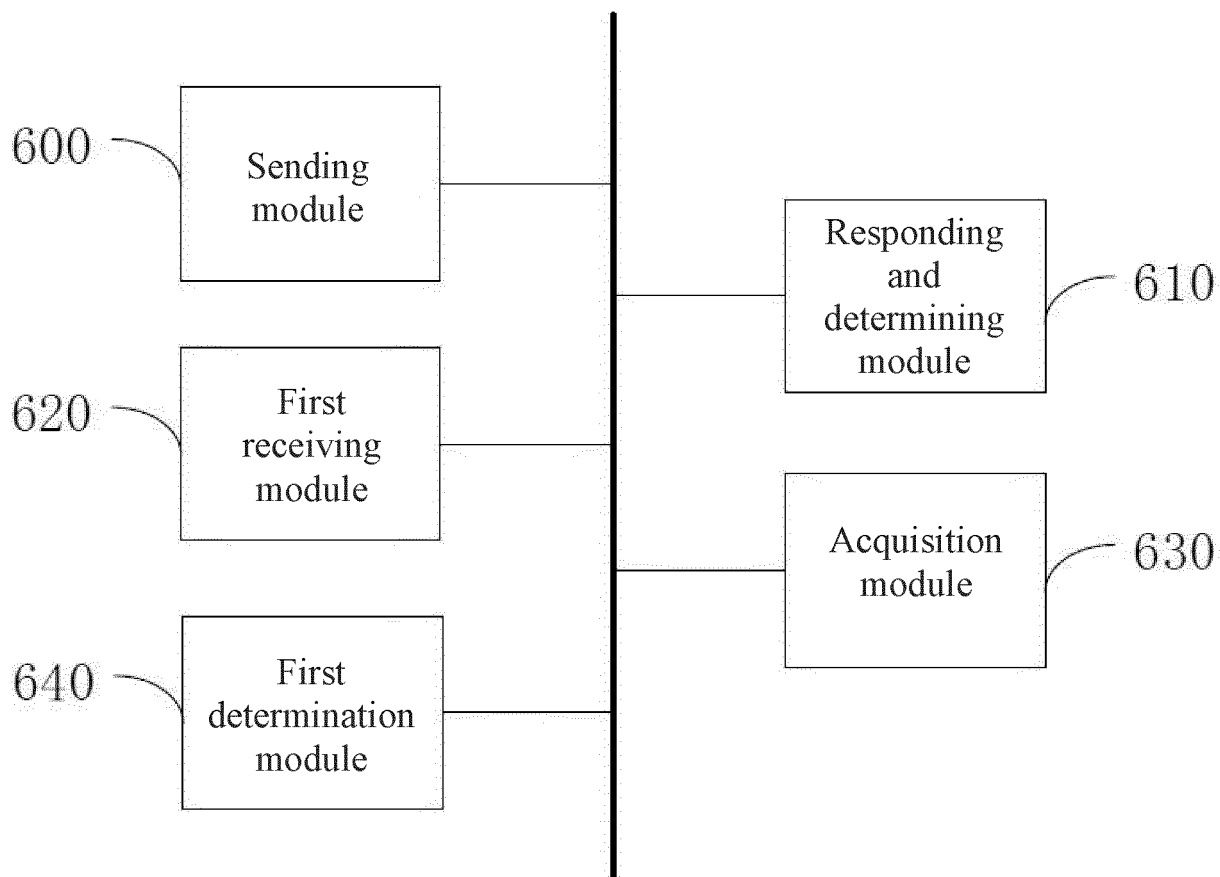 600
Sending
module
Responding
and
determining
module
610
620
First
receiving
module
Acquisition
module
630
640
First
determination
module